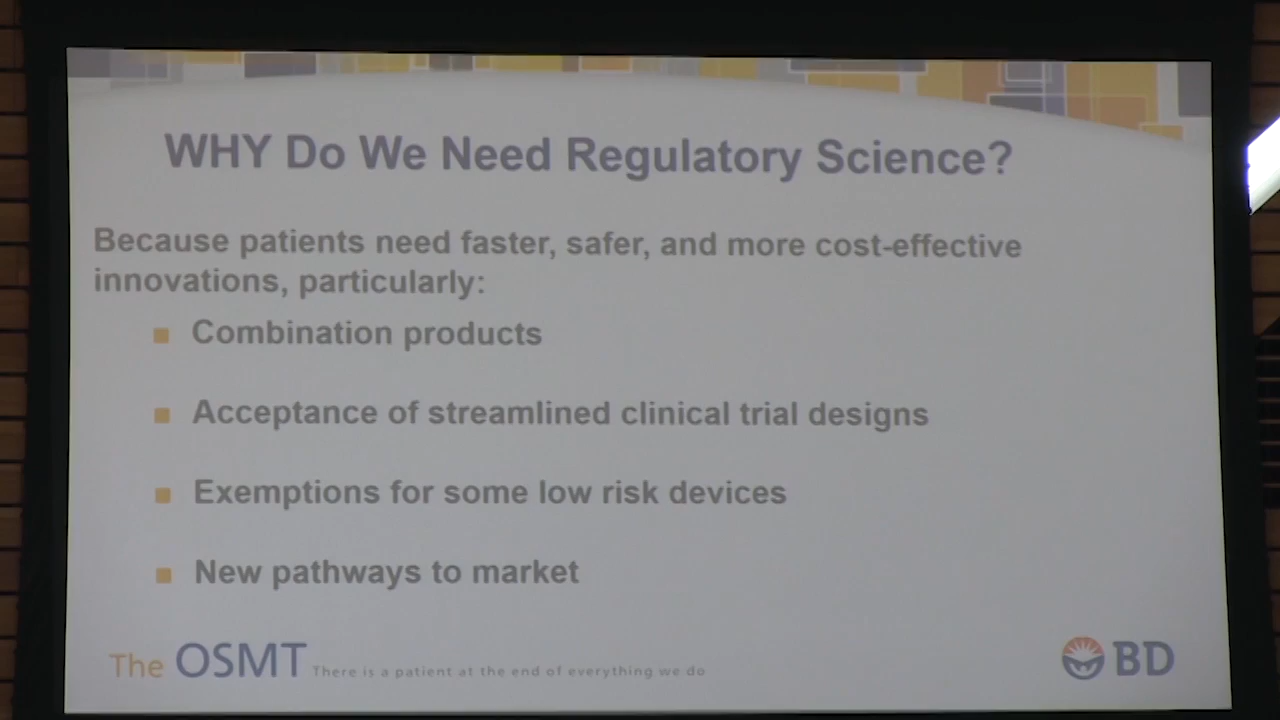 WHY Do We Need Regulatory Science?
Because patients need faster, safer, and more cost-effective
innovations, particularly:
Combination products
Acceptance of streamlined clinical trial designs
Exemptions for some low risk devices
New pathways to market
The OSMT There is a patient at the end of everything we do
BD